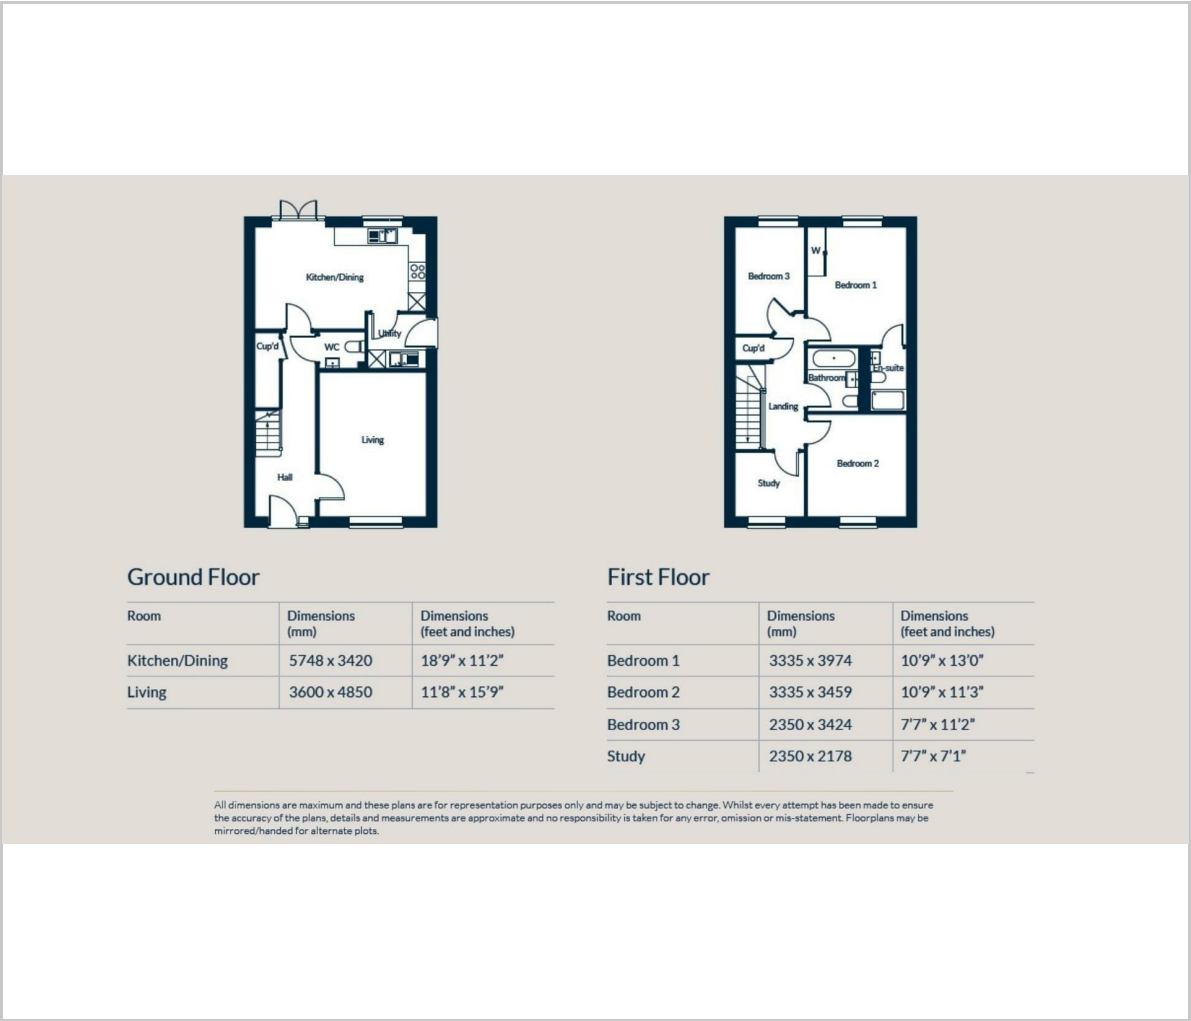 Kitchen/Dining
Utility
Cup'd
WC
Living
Hall
W
Bedroom 3
Bedroom 1
Cup'd
Bathroom
En-suite
Landing
Bedroom 2
Study
Ground Floor
Room Dimensions (mm) Dimensions (feet and inches)
Kitchen/Dining 5748 x 3420 18'9" x 11'2"
Living 3600 x 4850 11'8" x 15'9"
First Floor
Room Dimensions (mm) Dimensions (feet and inches)
Bedroom 1 3335 x 3974 10'9" x 13'0"
Bedroom 2 3335 x 3459 10'9" x 11'3"
Bedroom 3 2350 x 3424 7'7" x 11'2"
Study 2350 x 2178 7'7" x 7'1"
All dimensions are maximum and these plans are for representation purposes only and may be subject to change. Whilst every attempt has been made to ensure
the accuracy of the plans, details and measurements are approximate and no responsibility is taken for any error, omission or mis-statement. Floorplans may be
mirrored/handed for alternate plots.